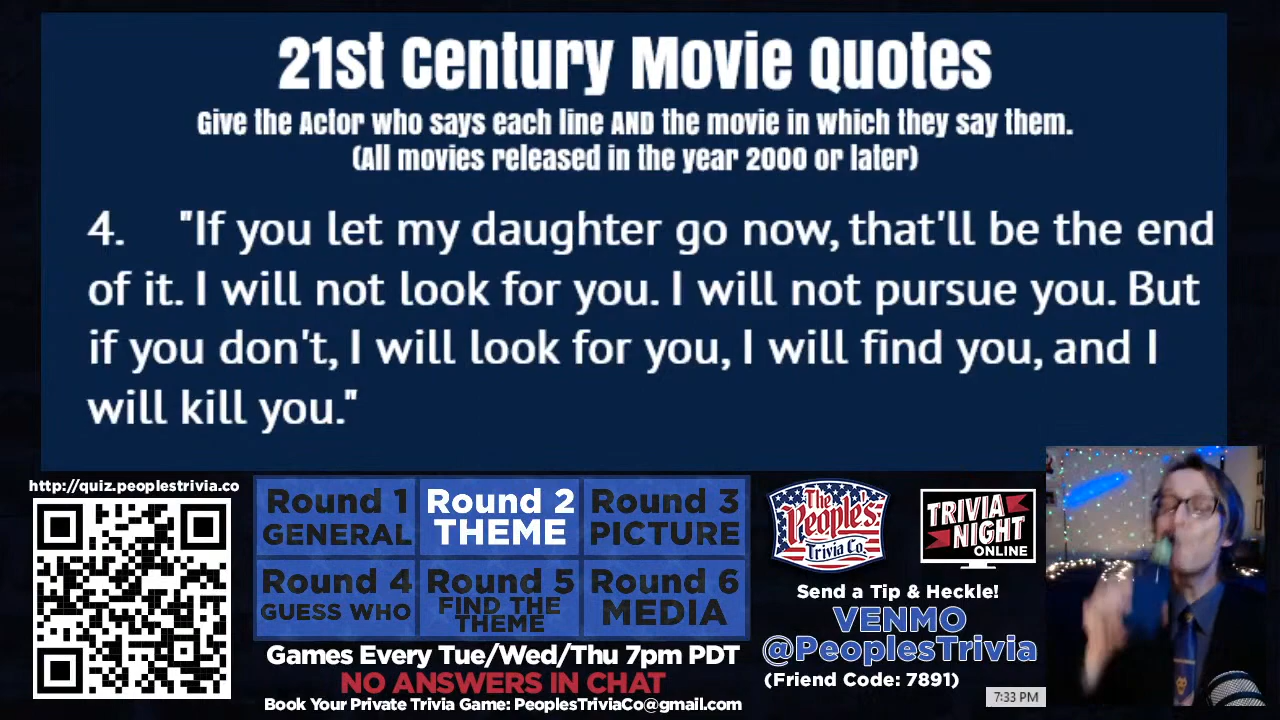 21st Century Movie Quotes
Give the Actor who says each line AND the movie in which they say them.
(All movies released in the year 2000 or later)
4. "If you let my daughter go now, that'll be the end
of it. I will not look for you. I will not pursue you. But
if you don't, I will look for you, I will find you, and I
will kill you."
http://quiz.peoplestrivia.co
Round 1
GENERAL
Round 2
THEME
Round 3
PICTURE
Round 4
GUESS WHO
Round 5
FIND THE
THEME
Round 6
MEDIA
Games Every Tue/Wed/Thu 7pm PDT
NO ANSWERS IN CHAT
Book Your Private Trivia Game: PeoplesTriviaCo@gmail.com
The
People's
Trivia Co.
TRIVIA
NIGHT
ONLINE
Send a Tip & Heckle!
VENMO
@PeoplesTrivia
(Friend Code: 7891)
7:33 PM